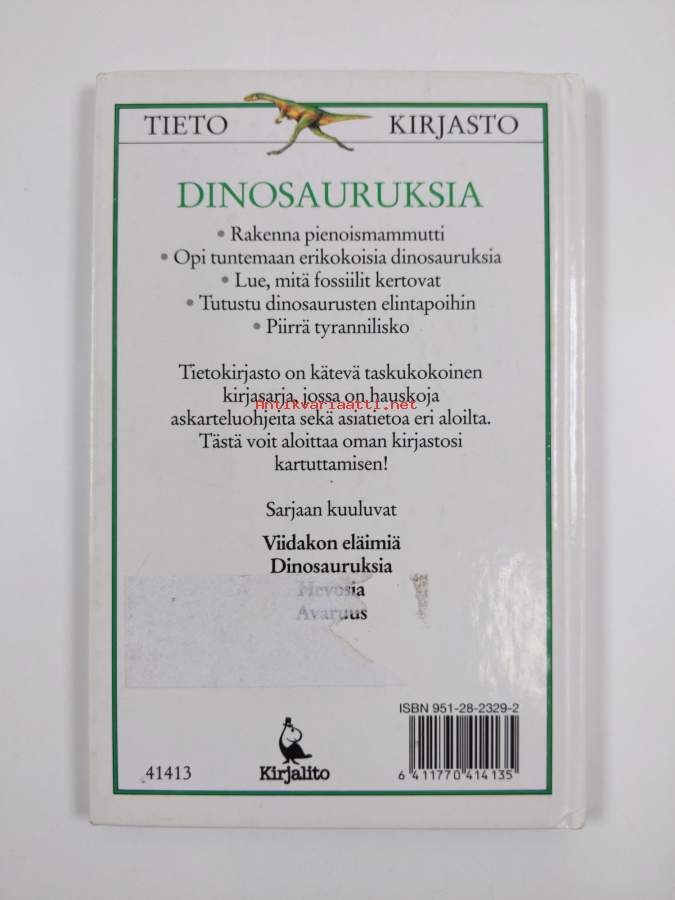 TIETO KIRJASTO
DINOSAURUKSIA
• Rakenna pienoismammutti
• Opi tuntemaan erikokoisia dinosauruksia
• Lue, mitä fossiilit kertovat
• Tutustu dinosaurusten elintapoihin
• Piirrä tyrannilisko
Tietokirjasto on kätevä taskukokoinen
kirjasarja, jossa on hauskoja
Antikvariaatti.net
askarteluohjeita sekä asiatietoa eri aloilta.
Tästä voit aloittaa oman kirjastosi
kartuttamisen!
Sarjaan kuuluvat
Viidakon eläimiä
Dinosauruksia
Hevosia
Avaruus
ISBN 951-28-2329-2
41413
Kirjalito
6 411770 414135